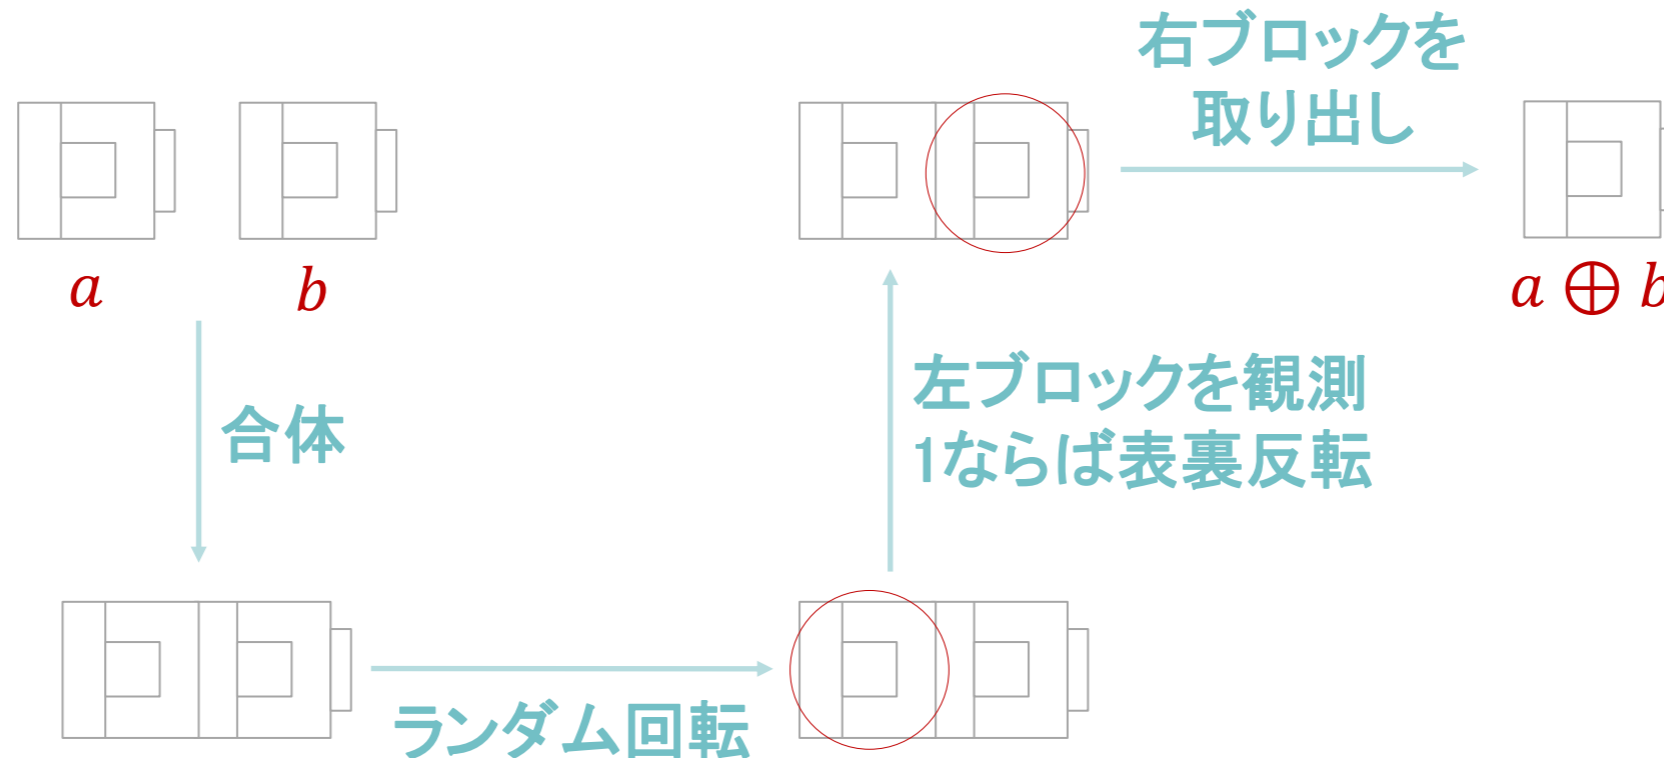 右ブロックを
取り出し
a
b
a ⊕ b
合体
左ブロックを観測
1ならば表裏反転
ランダム回転